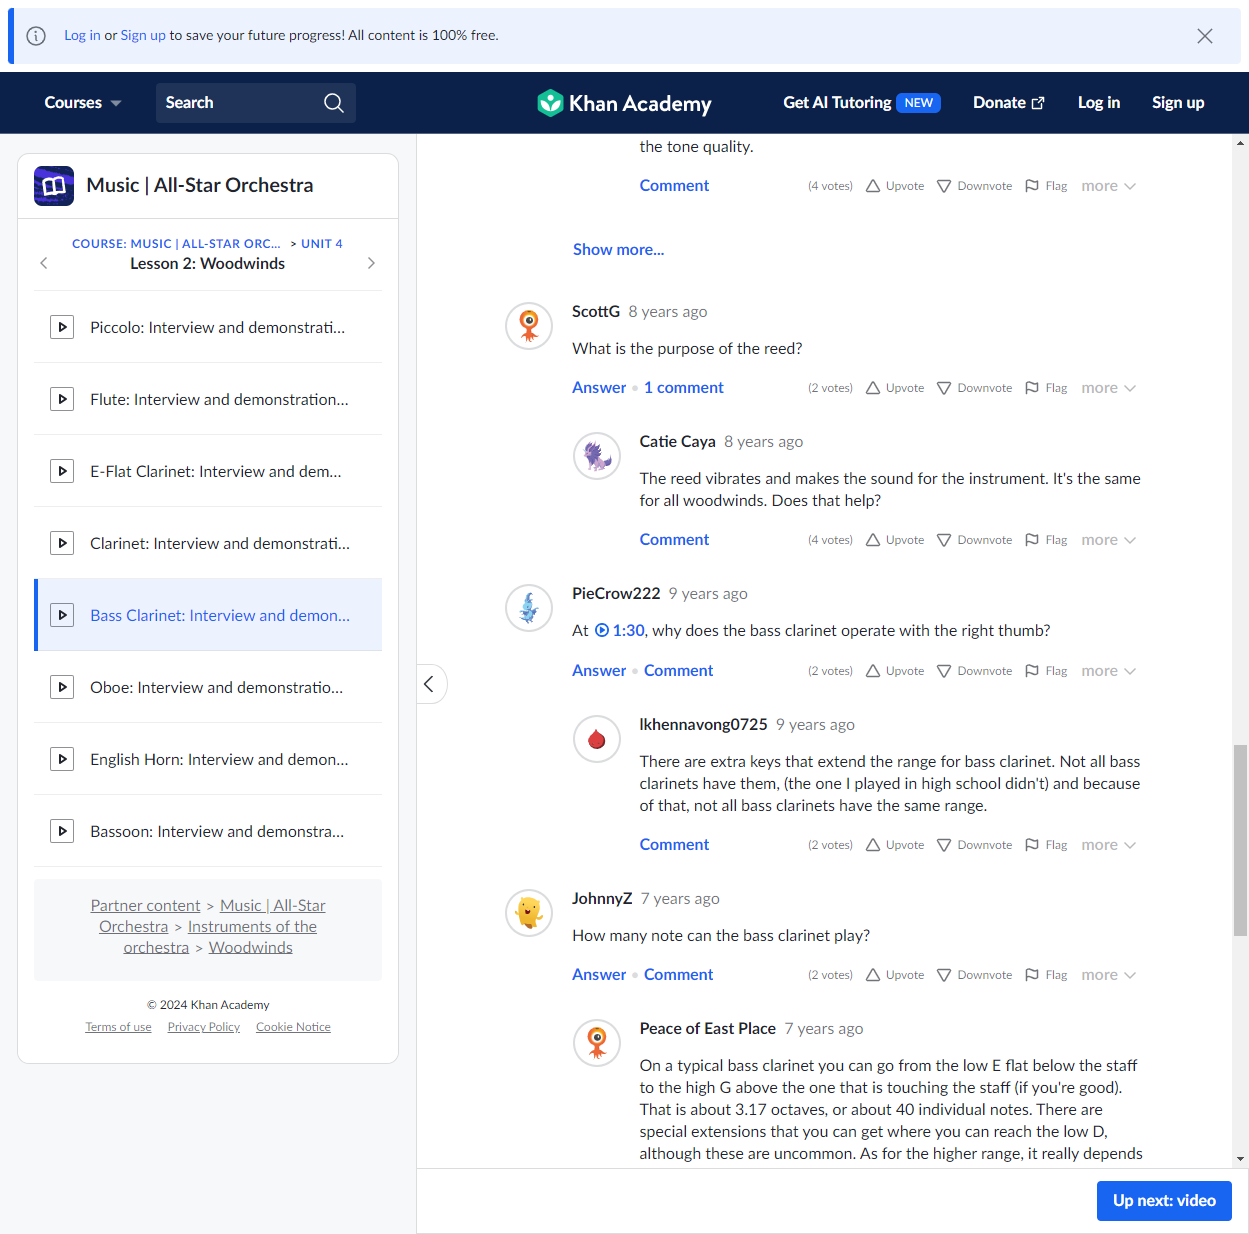 Log in or Sign up to save your future progress! All content is 100% free.
Courses
Search
Khan Academy
Get AI Tutoring NEW
Donate
Log in
Sign up
Music | All-Star Orchestra
COURSE: MUSIC | ALL-STAR ORC... > UNIT 4
Lesson 2: Woodwinds
Piccolo: Interview and demonstrati...
Flute: Interview and demonstration...
E-Flat Clarinet: Interview and dem...
Clarinet: Interview and demonstrati...
Bass Clarinet: Interview and demon...
Oboe: Interview and demonstratio...
English Horn: Interview and demon...
Bassoon: Interview and demonstra...
Partner content > Music | All-Star
Orchestra > Instruments of the
orchestra > Woodwinds
© 2024 Khan Academy
Terms of use Privacy Policy Cookie Notice
the tone quality.
Comment (4 votes) Upvote Downvote Flag more
Show more...
ScottG 8 years ago
What is the purpose of the reed?
Answer • 1 comment (2 votes) Upvote Downvote Flag more
Catie Caya 8 years ago
The reed vibrates and makes the sound for the instrument. It's the same
for all woodwinds. Does that help?
Comment (4 votes) Upvote Downvote Flag more
PieCrow222 9 years ago
At 1:30, why does the bass clarinet operate with the right thumb?
Answer • Comment (2 votes) Upvote Downvote Flag more
lkhennavong0725 9 years ago
There are extra keys that extend the range for bass clarinet. Not all bass
clarinets have them, (the one I played in high school didn't) and because
of that, not all bass clarinets have the same range.
Comment (2 votes) Upvote Downvote Flag more
JohnnyZ 7 years ago
How many note can the bass clarinet play?
Answer • Comment (2 votes) Upvote Downvote Flag more
Peace of East Place 7 years ago
On a typical bass clarinet you can go from the low E flat below the staff
to the high G above the one that is touching the staff (if you're good).
That is about 3.17 octaves, or about 40 individual notes. There are
special extensions that you can get where you can reach the low D,
although these are uncommon. As for the higher range, it really depends
Up next: video